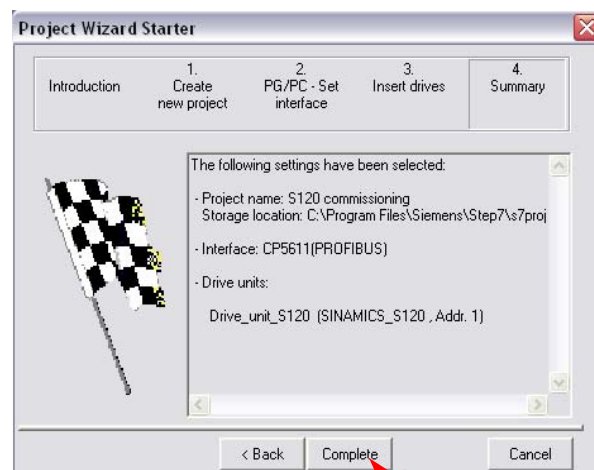 Project Wizard Starter
Introduction
1.
Create
new project
2.
PG/PC - Set
interface
3.
Insert drives
4.
Summary
The following settings have been selected:
- Project name: S120 commissioning
Storage location: C:\Program Files\Siemens\Step7\s7proj
- Interface: CP5611(PROFIBUS)
- Drive units:
Drive_unit_S120 (SINAMICS_S120 , Addr. 1)
< Back
Complete
Cancel